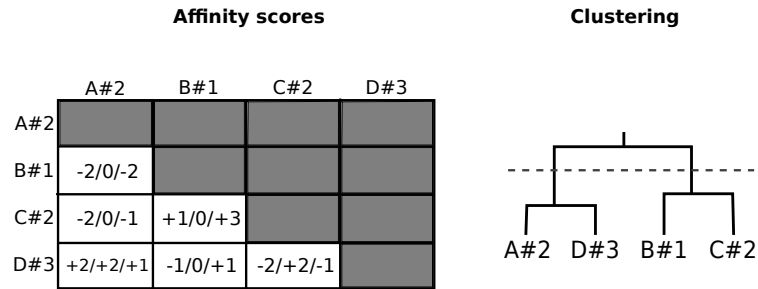 Affinity scores
Clustering
A#2 B#1 C#2 D#3
A#2
B#1 -2/0/-2
C#2 -2/0/-1 +1/0/+3
D#3 +2/+2/+1 -1/0/+1 -2/+2/-1
A#2 D#3 B#1 C#2